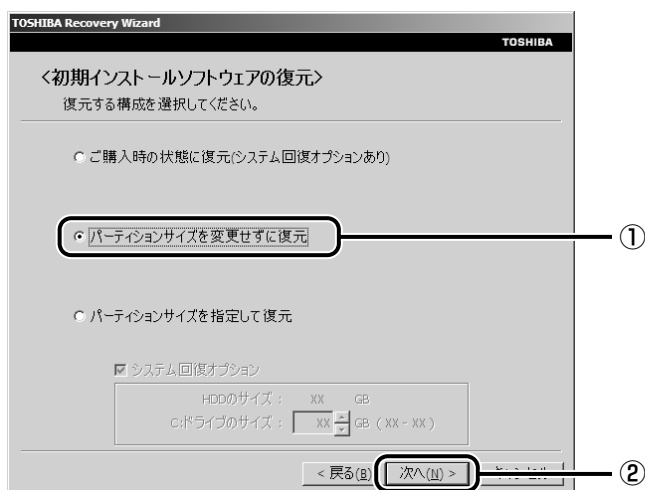 TOSHIBA Recovery Wizard
TOSHIBA
<初期インストールソフトウェアの復元>
復元する構成を選択してください。
ご購入時の状態に復元(システム回復オプションあり)
パーティションサイズを変更せずに復元
①
パーティションサイズを指定して復元
システム回復オプション
HDDのサイズ： XX GB
C:ドライブのサイズ： XX GB ( XX - XX )
< 戻る(B) 次へ(N) > キャンセル
②